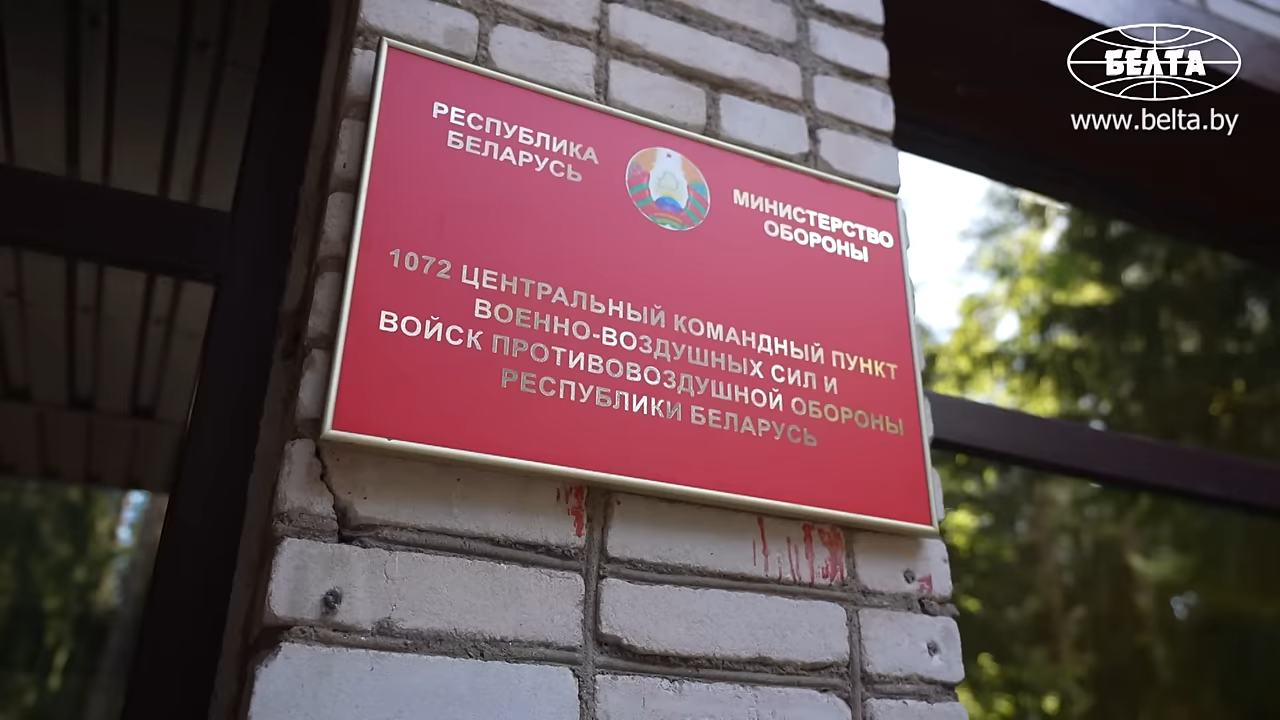 БЕЛТА
www.belta.by
РЕСПУБЛИКА
БЕЛАРУСЬ
МИНИСТЕРСТВО
ОБОРОНЫ
1072 ЦЕНТРАЛЬНЫЙ КОМАНДНЫЙ ПУНКТ
ВОЕННО-ВОЗДУШНЫХ СИЛ И
ВОЙСК ПРОТИВОВОЗДУШНОЙ ОБОРОНЫ
РЕСПУБЛИКИ БЕЛАРУСЬ